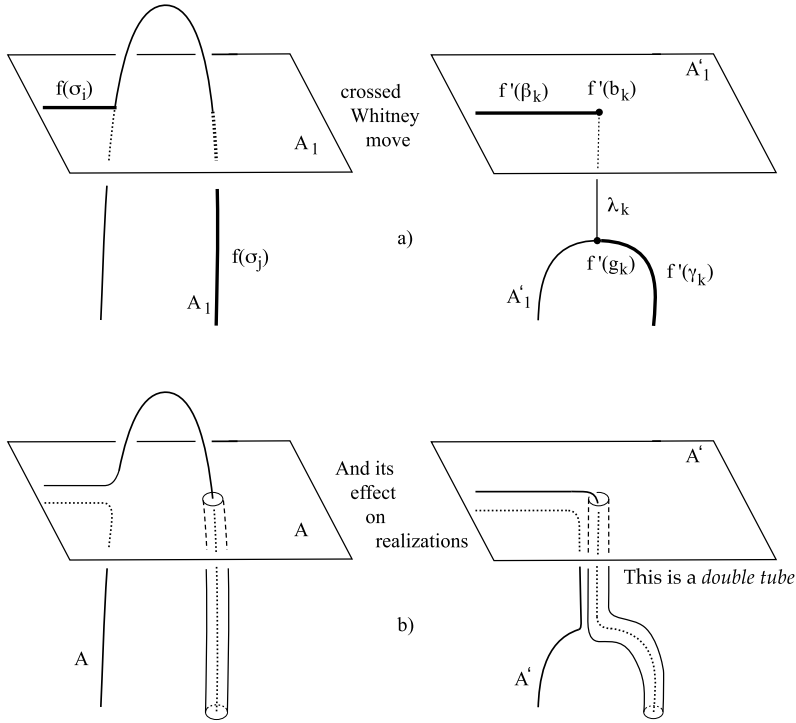 f(σi)
A1
crossed
Whitney
move
A‘1
f '(βk)
f '(bk)
λk
a)
f(σj)
A1
f '(gk)
f '(γk)
A‘1
And its
effect
on
realizations
A
A‘
This is a double tube
b)
A
A‘